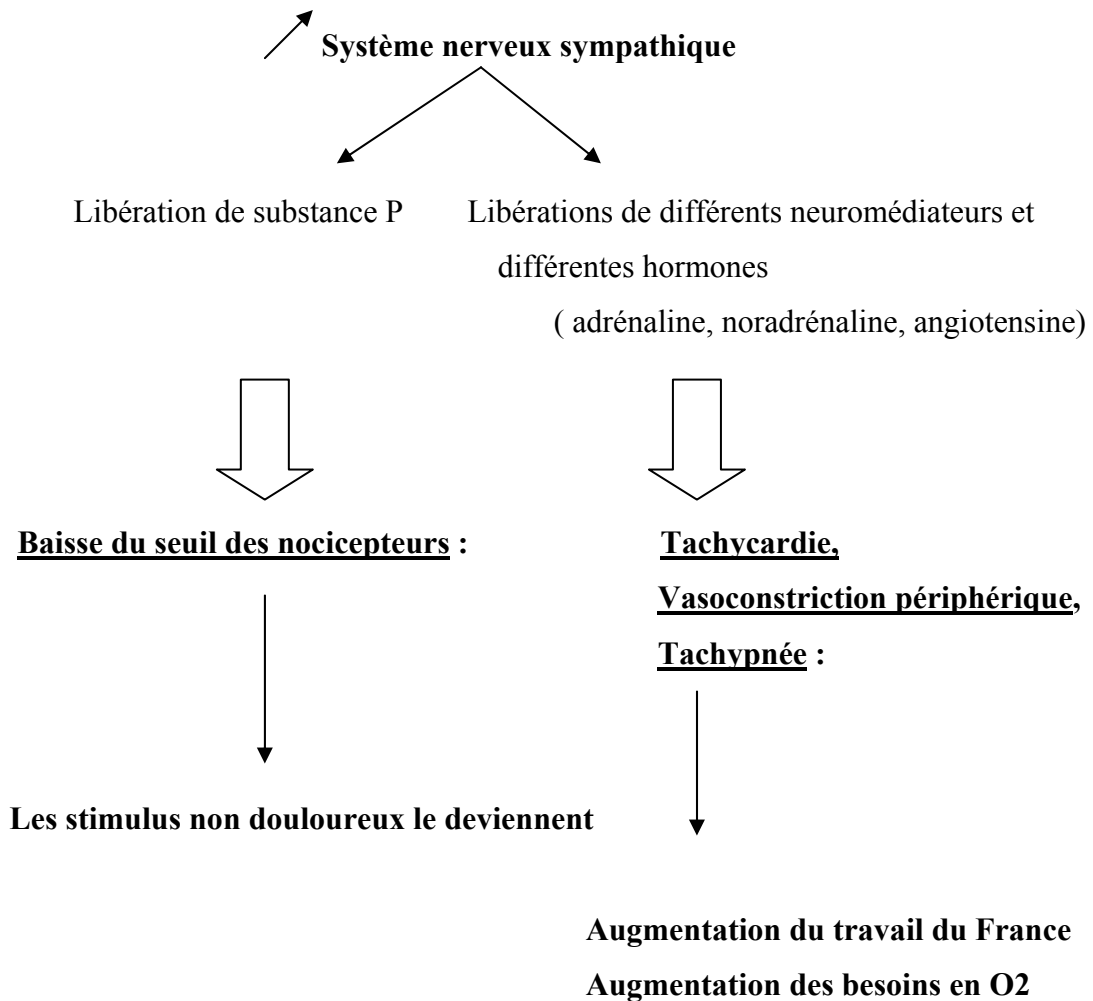 Système nerveux sympathique
Libération de substance P
Libérations de différents neuromédiateurs et
différentes hormones
( adrénaline, noradrénaline, angiotensine)
Baisse du seuil des nocicepteurs :
Tachycardie,
Vasoconstriction périphérique,
Tachypnée :
Les stimulus non douloureux le deviennent
Augmentation du travail du France
Augmentation des besoins en O2